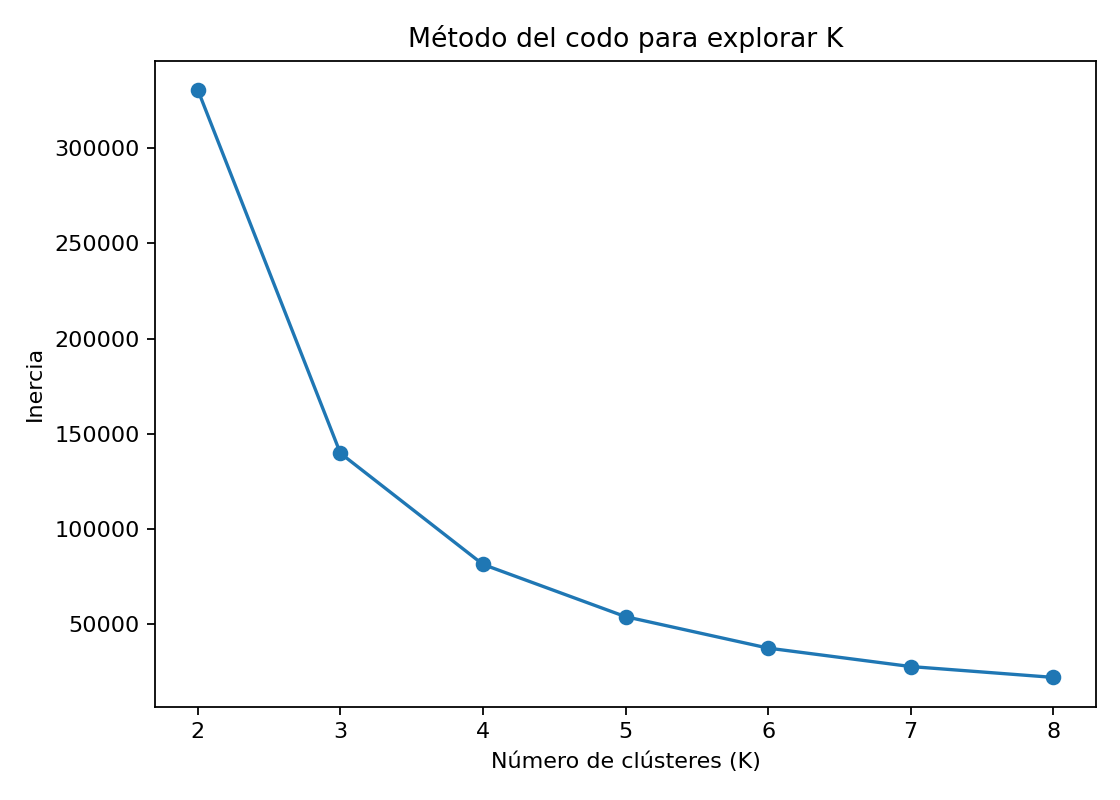 Método del codo para explorar K
300000
250000
200000
150000
100000
50000
Inercia
2 3 4 5 6 7 8
Número de clústeres (K)